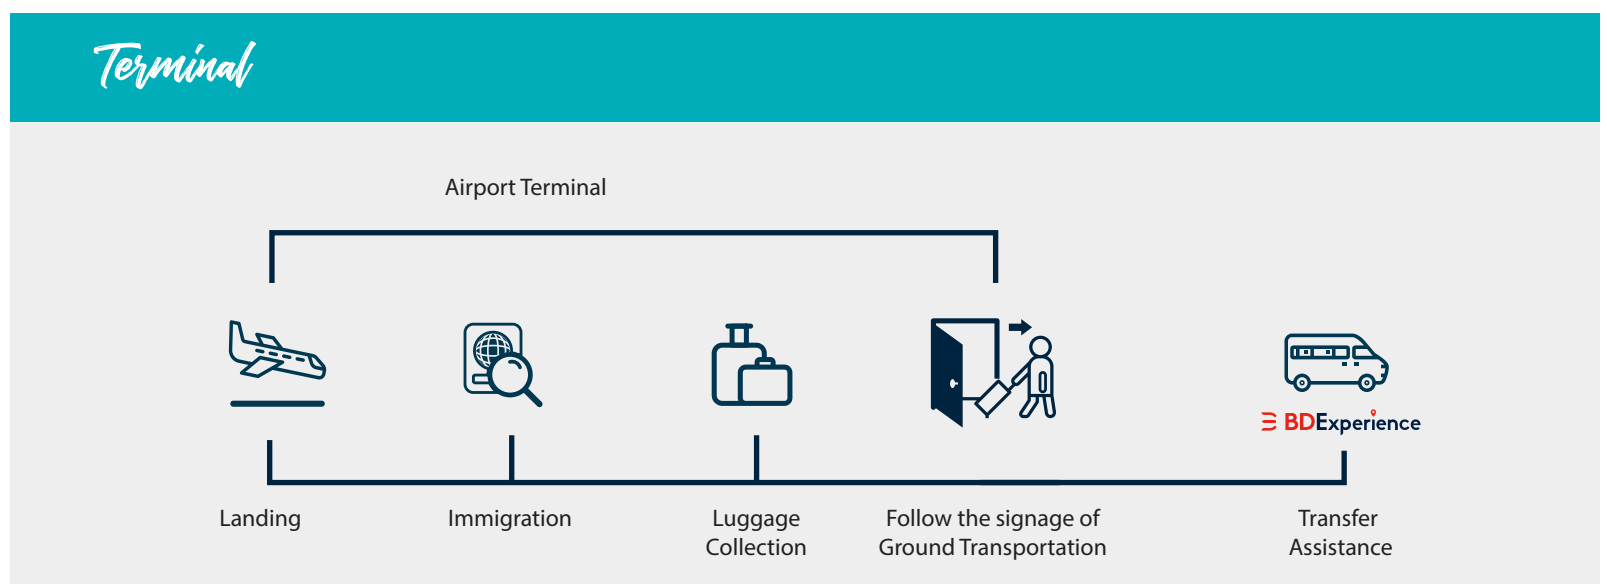 Terminal
Airport Terminal
BDExperience
Landing
Immigration
Luggage
Collection
Follow the signage of
Ground Transportation
Transfer
Assistance